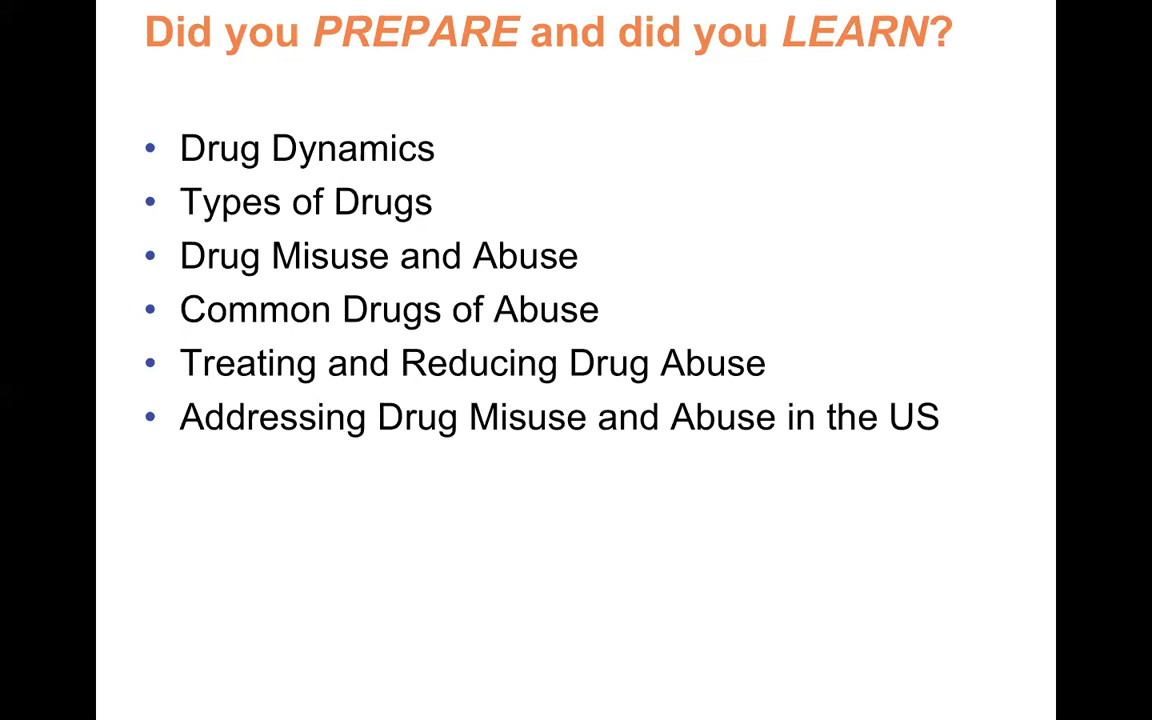 Did you PREPARE and did you LEARN?
• Drug Dynamics
• Types of Drugs
• Drug Misuse and Abuse
• Common Drugs of Abuse
• Treating and Reducing Drug Abuse
• Addressing Drug Misuse and Abuse in the US